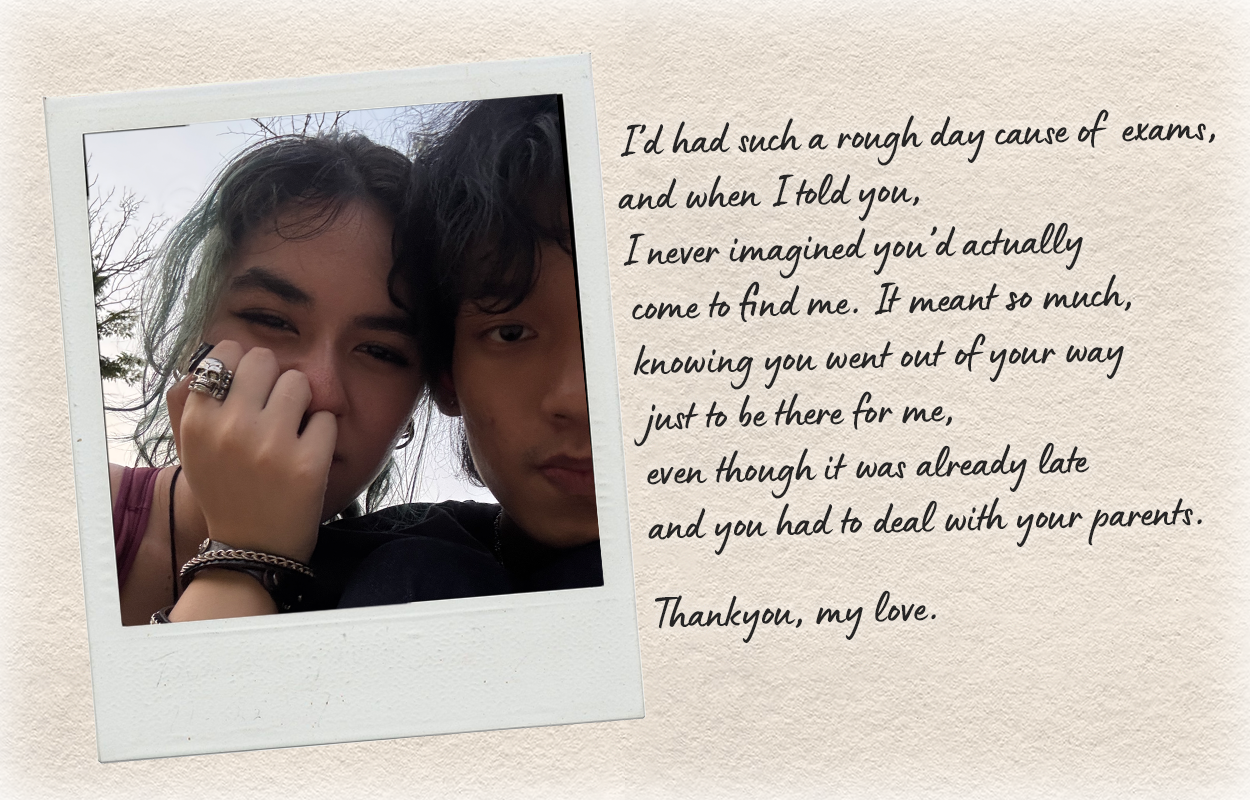 I'd had such a rough day cause of exams,
and when I told you,
I never imagined you'd actually
come to find me. It meant so much,
knowing you went out of your way
just to be there for me,
even though it was already late
and you had to deal with your parents.
Thankyou, my love.